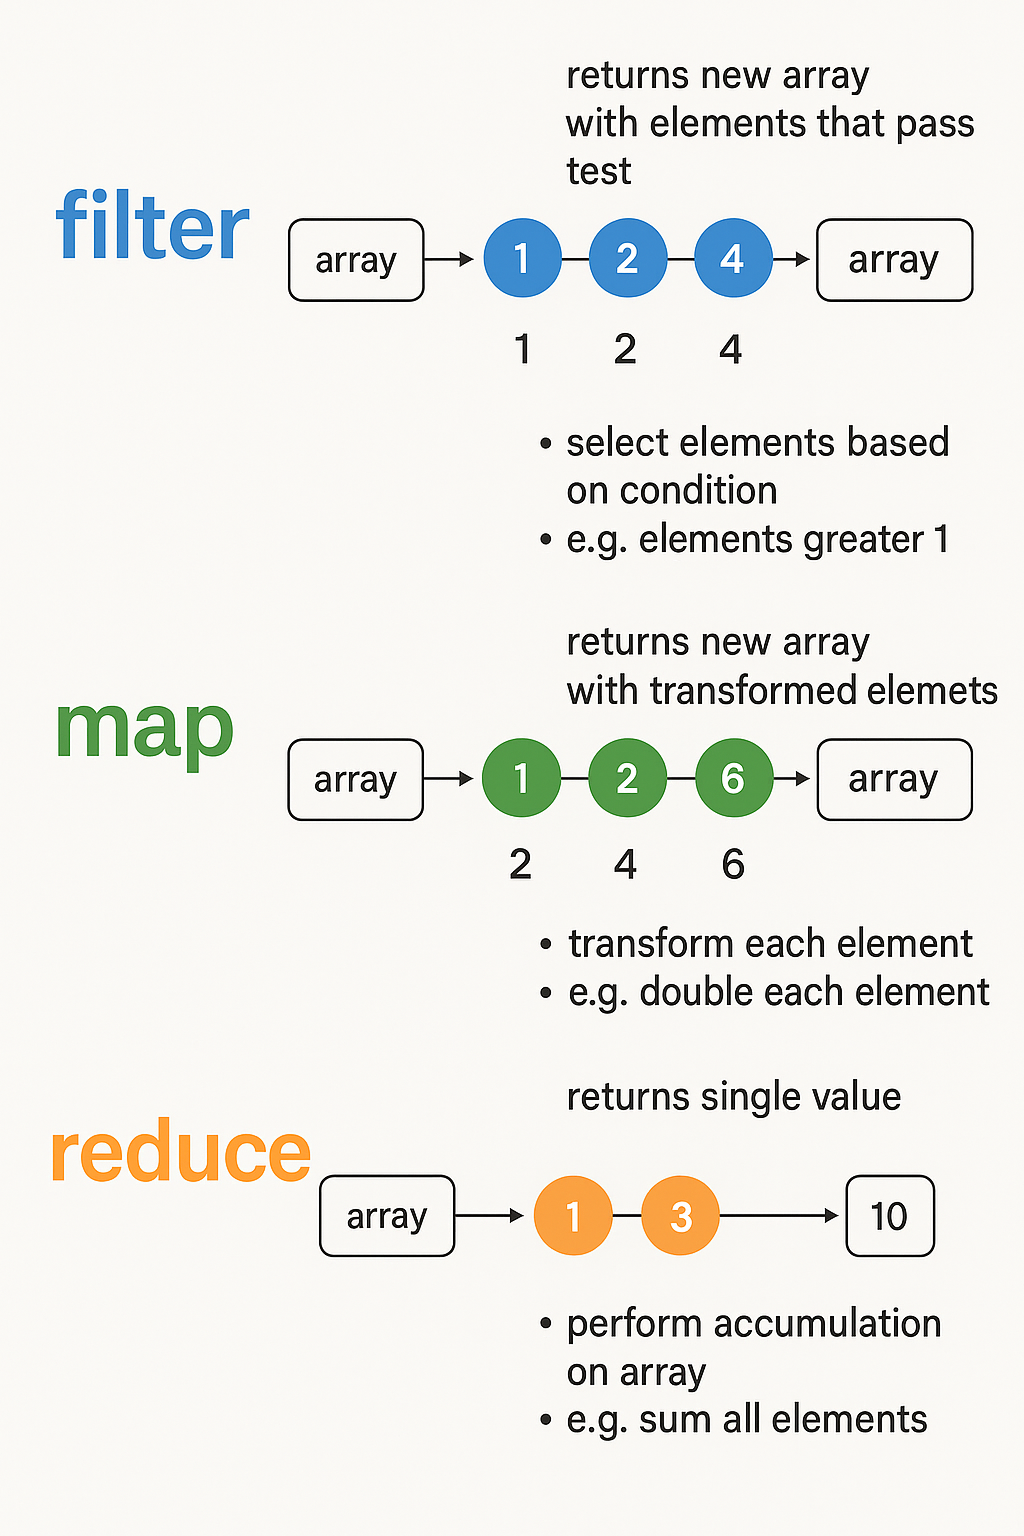 returns new array
with elements that pass
test
filter
array 1 2 4 array
1 2 4
• select elements based
on condition
• e.g. elements greater 1
returns new array
with transformed elemets
map
array 1 2 6 array
2 4 6
• transform each element
• e.g. double each element
returns single value
reduce
array 1 3 10
• perform accumulation
on array
• e.g. sum all elements